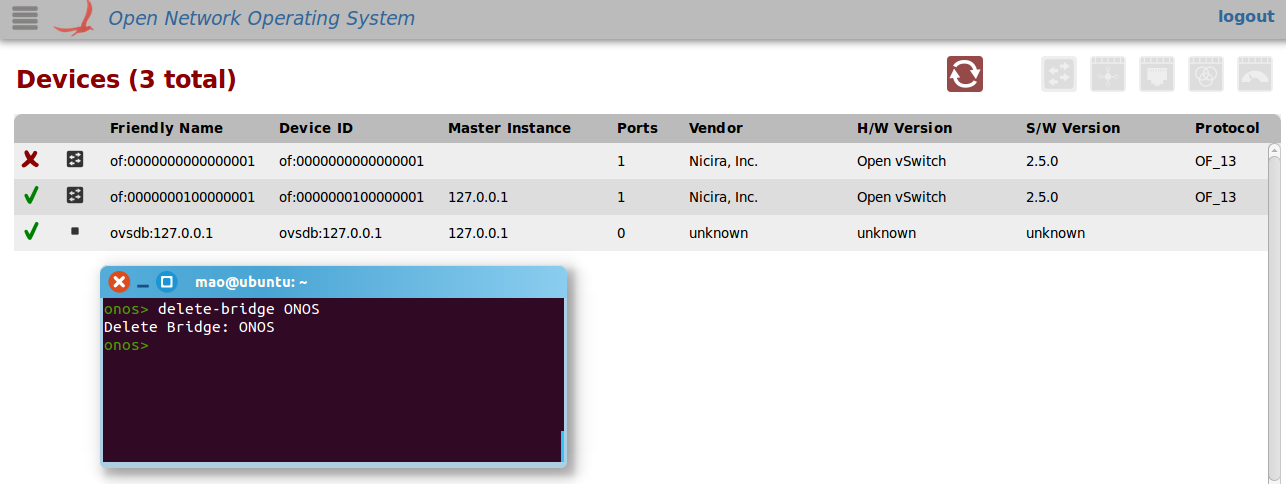 Open Network Operating System logout
Devices (3 total)
Friendly Name Device ID Master Instance Ports Vendor H/W Version S/W Version Protocol
of:0000000000000001 of:0000000000000001 1 Nicira, Inc. Open vSwitch 2.5.0 OF_13
of:0000000100000001 of:0000000100000001 127.0.0.1 1 Nicira, Inc. Open vSwitch 2.5.0 OF_13
ovsdb:127.0.0.1 ovsdb:127.0.0.1 127.0.0.1 0 unknown unknown unknown
mao@ubuntu: ~
onos> delete-bridge ONOS
Delete Bridge: ONOS
onos>